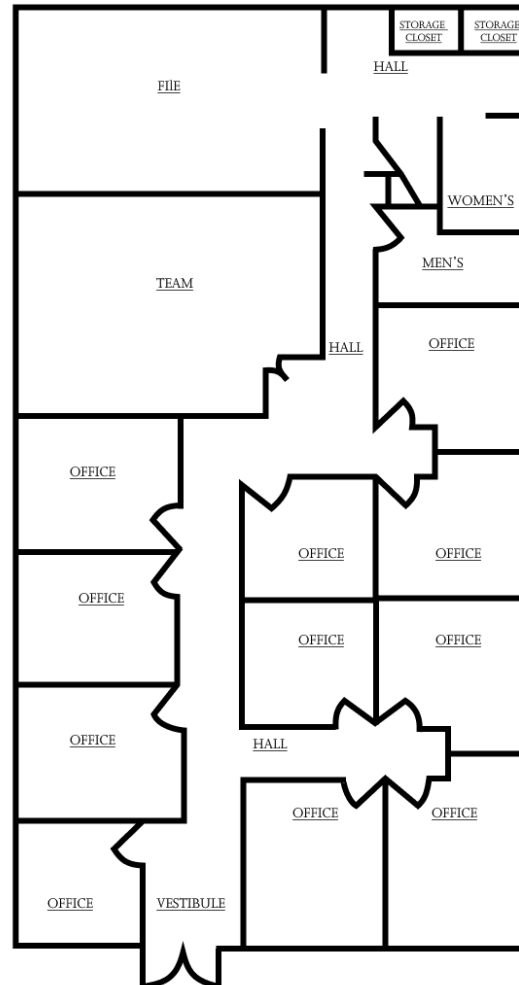 STORAGE
CLOSET
STORAGE
CLOSET
HALL
FIlE
WOMEN'S
MEN'S
TEAM
HALL
OFFICE
OFFICE
OFFICE
OFFICE
OFFICE
OFFICE
OFFICE
OFFICE
HALL
OFFICE
OFFICE
OFFICE
VESTIBULE